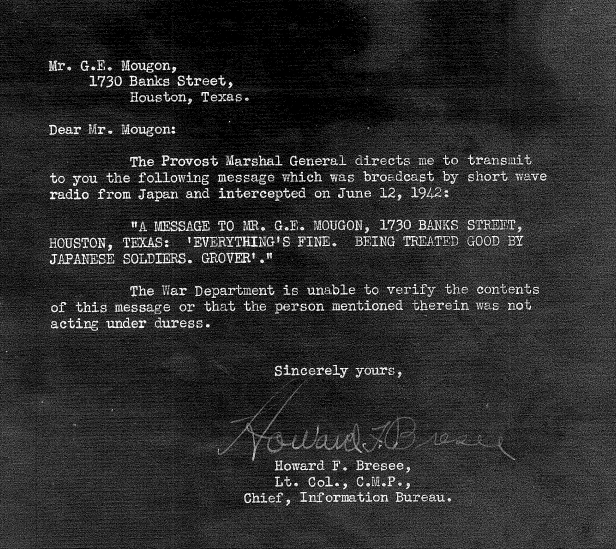 Mr. G.E. Mougon,
1730 Banks Street,
Houston, Texas.
Dear Mr. Mougon:
The Provost Marshal General directs me to transmit
to you the following message which was broadcast by short wave
radio from Japan and intercepted on June 12, 1942:
"A MESSAGE TO MR. G.E. MOUGON, 1730 BANKS STREET,
HOUSTON, TEXAS: 'EVERYTHING'S FINE. BEING TREATED GOOD BY
JAPANESE SOLDIERS. GROVER'."
The War Department is unable to verify the contents
of this message or that the person mentioned therein was not
acting under duress.
Sincerely yours,
Howard F. Bresee
Howard F. Bresee,
Lt. Col., C.M.P.,
Chief, Information Bureau.